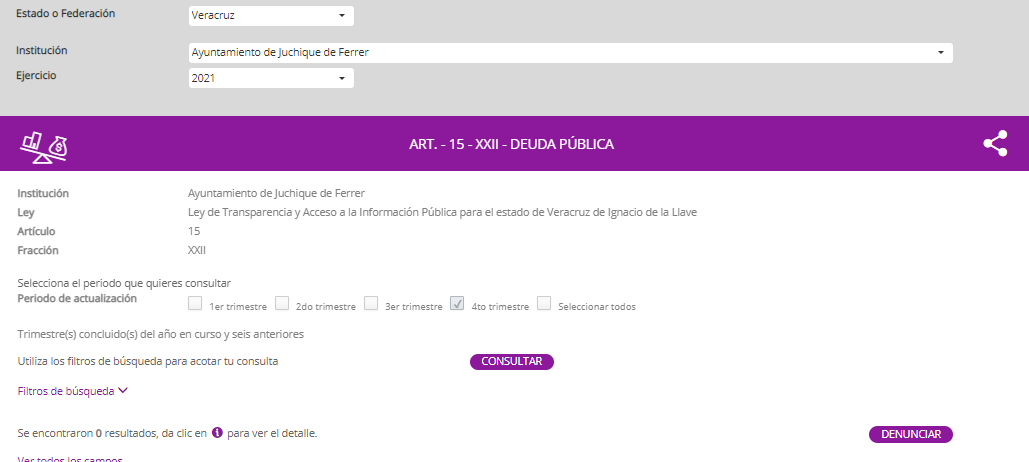 Estado o Federación
Veracruz
Institución
Ayuntamiento de Juchique de Ferrer
Ejercicio
2021
ART. - 15 - XXII - DEUDA PÚBLICA
Institución Ayuntamiento de Juchique de Ferrer
Ley Ley de Transparencia y Acceso a la Información Pública para el estado de Veracruz de Ignacio de la Llave
Artículo 15
Fracción XXII
Selecciona el periodo que quieres consultar
Periodo de actualización
1er trimestre 2do trimestre 3er trimestre 4to trimestre Seleccionar todos
Trimestre(s) concluido(s) del año en curso y seis anteriores
Utiliza los filtros de búsqueda para acotar tu consulta
CONSULTAR
Filtros de búsqueda
Se encontraron 0 resultados, da clic en i para ver el detalle.
DENUNCIAR
Ver todos los campos